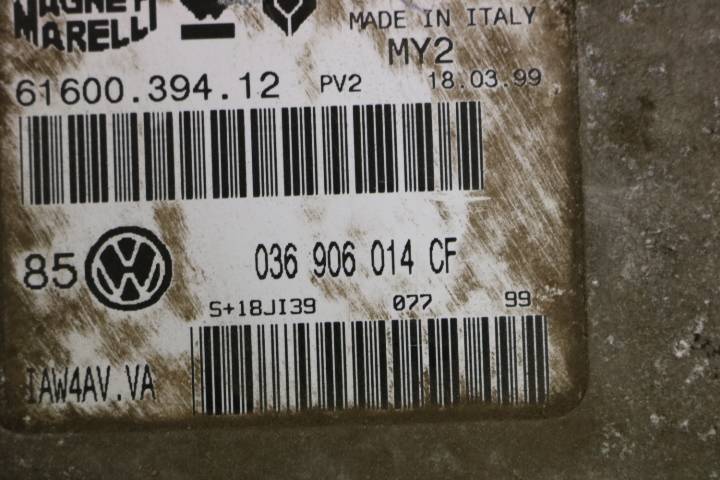 MAGNETI
MARELLI
MADE IN ITALY
MY2
61600.394.12 PV2 18.03.99
85 036 906 014 CF
S+18JI39 077 99
IAW4AV.VA